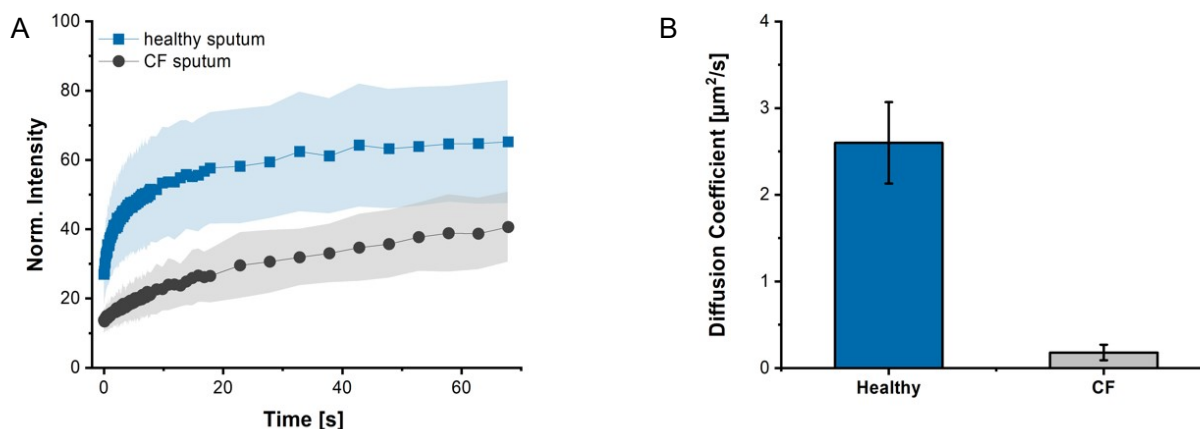 A
100
80
60
40
20
0
Norm. Intensity
healthy sputum
CF sputum
0 20 40 60
Time [s]
B
4
3
2
1
0
Diffusion Coefficient [µm²/s]
Healthy CF